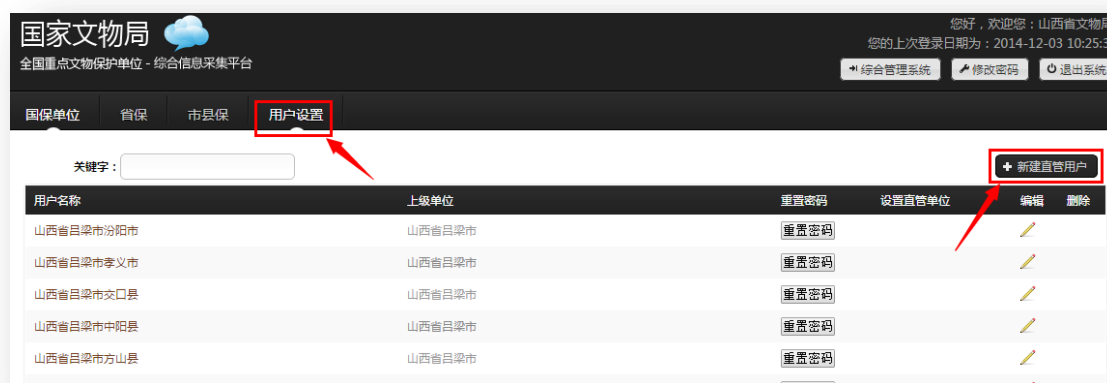 国家文物局
全国重点文物保护单位 - 综合信息采集平台
您好，欢迎您：山西省文物局
您的上次登录日期为：2014-12-03 10:25:3
综合管理系统 修改密码 退出系统
国保单位 省保 市县保 用户设置
关键字：
新建直管用户
用户名称 上级单位 重置密码 设置直管单位 编辑 删除
山西省吕梁市汾阳市 山西省吕梁市 重置密码
山西省吕梁市孝义市 山西省吕梁市 重置密码
山西省吕梁市交口县 山西省吕梁市 重置密码
山西省吕梁市中阳县 山西省吕梁市 重置密码
山西省吕梁市方山县 山西省吕梁市 重置密码